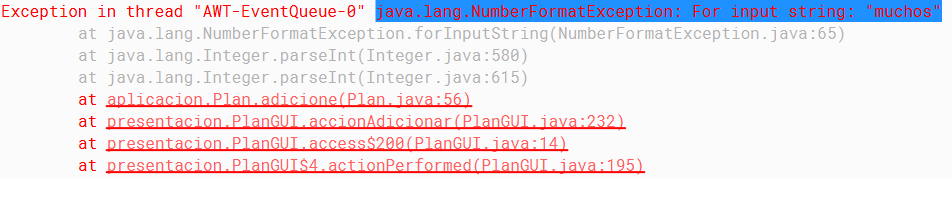 Exception in thread "AWT-EventQueue-0" java.lang.NumberFormatException: For input string: "muchos"
at java.lang.NumberFormatException.forInputString(NumberFormatException.java:65)
at java.lang.Integer.parseInt(Integer.java:580)
at java.lang.Integer.parseInt(Integer.java:615)
at aplicacion.Plan.adicione(Plan.java:56)
at presentacion.PlanGUI.accionAdicionar(PlanGUI.java:232)
at presentacion.PlanGUI.access$200(PlanGUI.java:14)
at presentacion.PlanGUI$4.actionPerformed(PlanGUI.java:195)